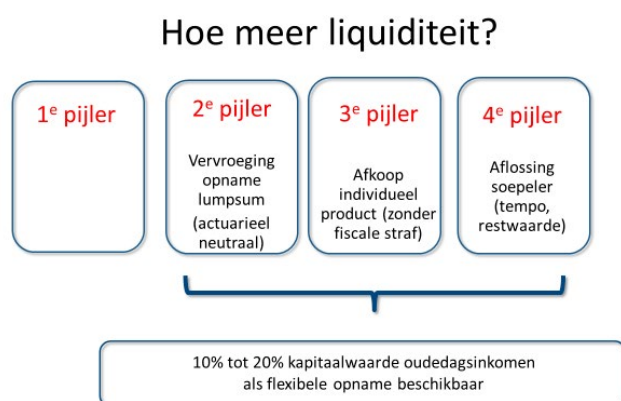 Hoe meer liquiditeit?
1e pijler
2e pijler
Vervroeging
opname
lumpsum
(actuarieel
neutraal)
3e pijler
Afkoop
individueel
product (zonder
fiscale straf)
4e pijler
Aflossing
soepeler
(tempo,
restwaarde)
10% tot 20% kapitaalwaarde oudedagsinkomen
als flexibele opname beschikbaar